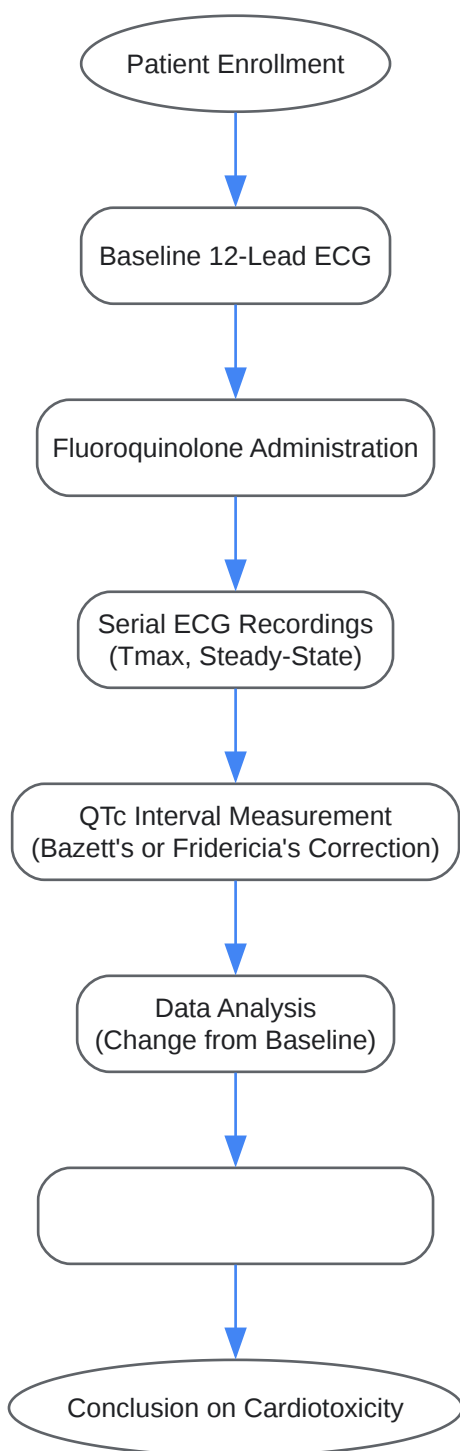 Patient Enrollment
Baseline 12-Lead ECG
Fluoroquinolone Administration
Serial ECG Recordings
(Tmax, Steady-State)
QTc Interval Measurement
(Bazett's or Fridericia's Correction)
Data Analysis
(Change from Baseline)
Conclusion on Cardiotoxicity